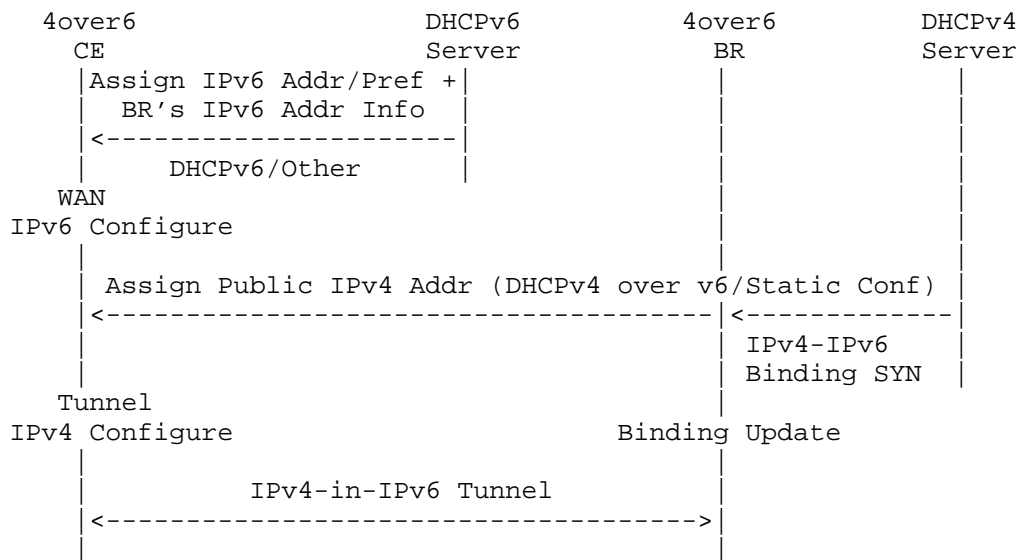 4over6 DHCPv6 4over6 DHCPv4
CE Server BR Server
Assign IPv6 Addr/Pref +
BR's IPv6 Addr Info
DHCPv6/Other
WAN
IPv6 Configure
Assign Public IPv4 Addr (DHCPv4 over v6/Static Conf)
IPv4-IPv6
Binding SYN
Tunnel
IPv4 Configure Binding Update
IPv4-in-IPv6 Tunnel